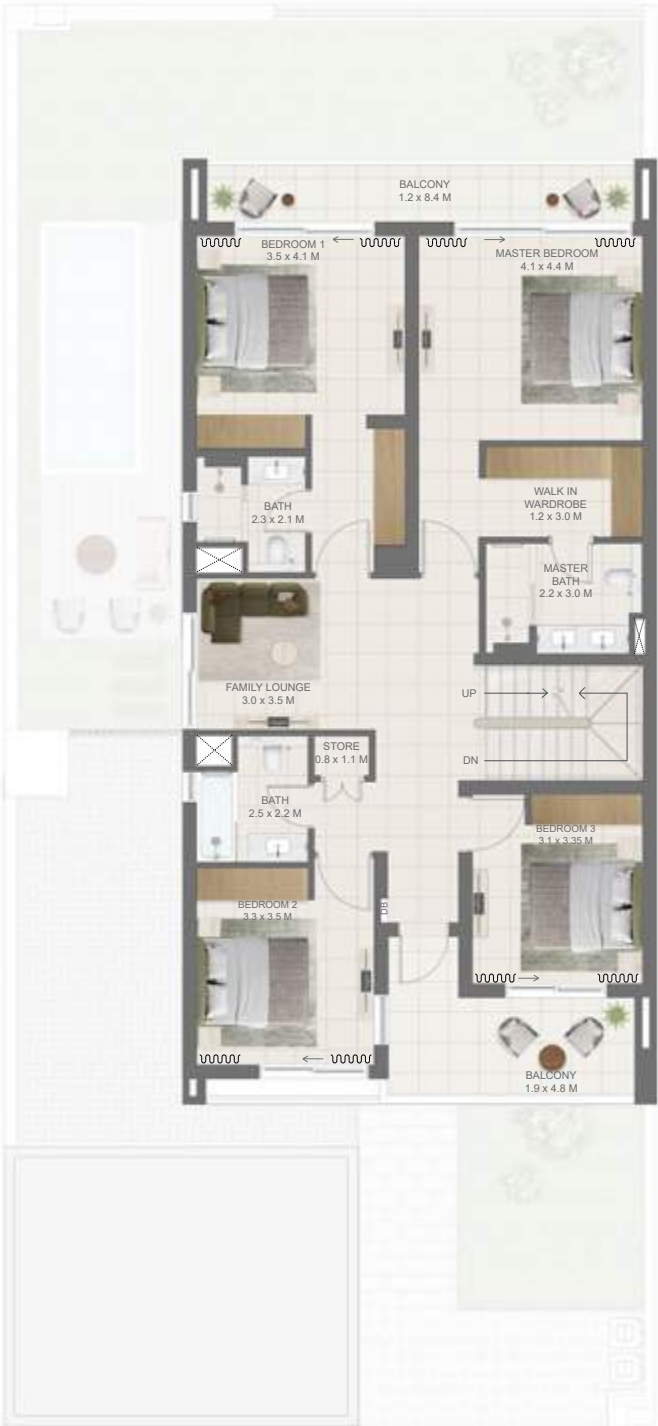 BALCONY
1.2 x 8.4 M
BEDROOM 1
3.5 x 4.1 M
MASTER BEDROOM
4.1 x 4.4 M
WALK IN
WARDROBE
1.2 x 3.0 M
BATH
2.3 x 2.1 M
MASTER
BATH
2.2 x 3.0 M
FAMILY LOUNGE
3.0 x 3.5 M
UP
DN
STORE
0.8 x 1.1 M
BATH
2.5 x 2.2 M
BEDROOM 3
3.1 x 3.35 M
BEDROOM 2
3.3 x 3.5 M
DB
BALCONY
1.9 x 4.8 M